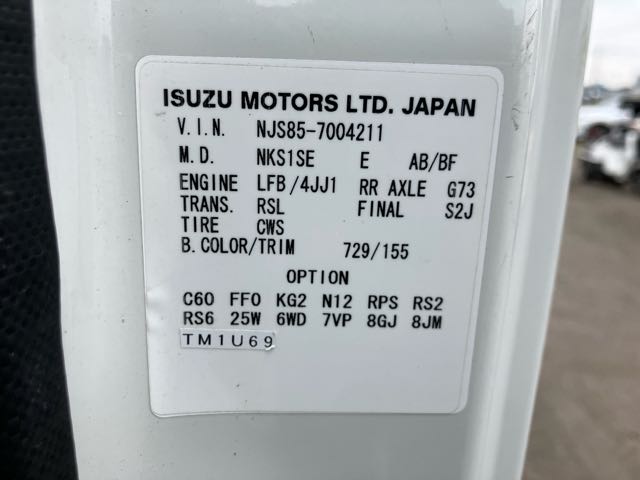 ISUZU MOTORS LTD. JAPAN
V.I.N. NJS85-7004211
M.D. NKS1SE E AB/BF
ENGINE LFB/4JJ1 RR AXLE G73
TRANS. RSL FINAL S2J
TIRE CWS
B.COLOR/TRIM 729/155
OPTION
C60 FF0 KG2 N12 RPS RS2
RS6 25W 6WD 7VP 8GJ 8JM
TM1U69